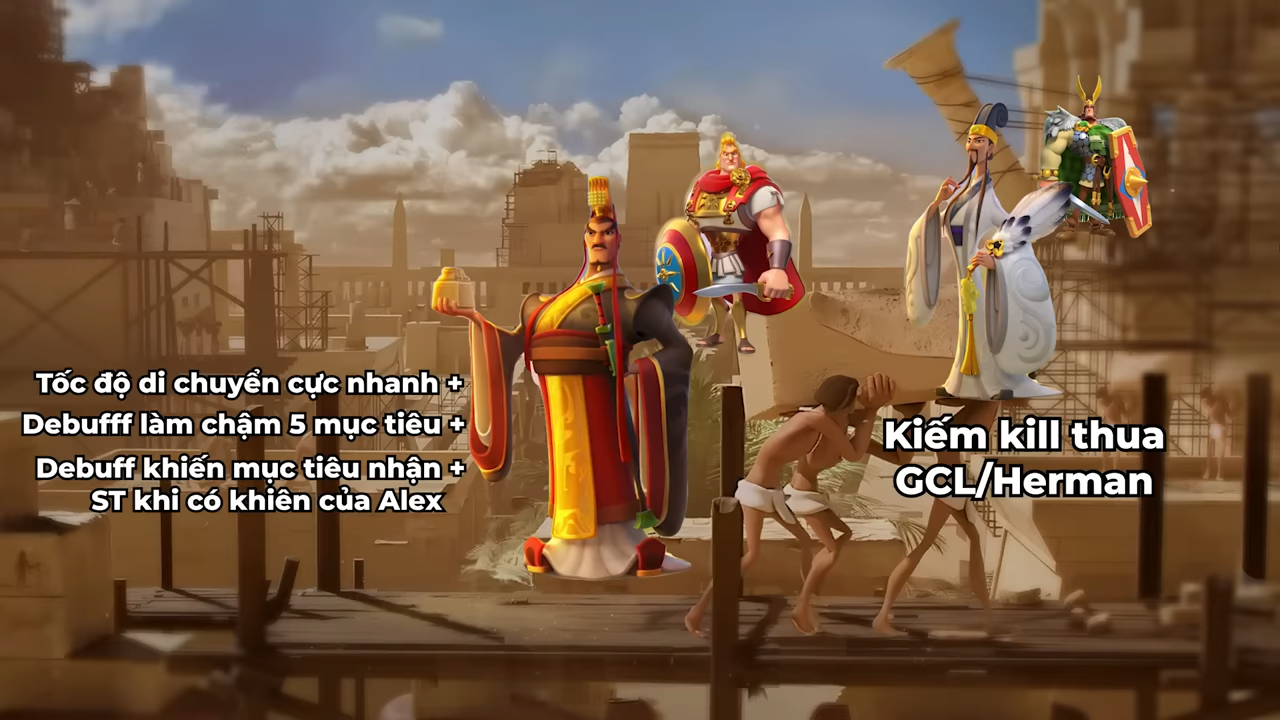 Tốc độ di chuyển cực nhanh +
Debufff làm chậm 5 mục tiêu +
Debuff khiến mục tiêu nhận +
ST khi có khiên của Alex
Kiếm kill thua
GCL/Herman